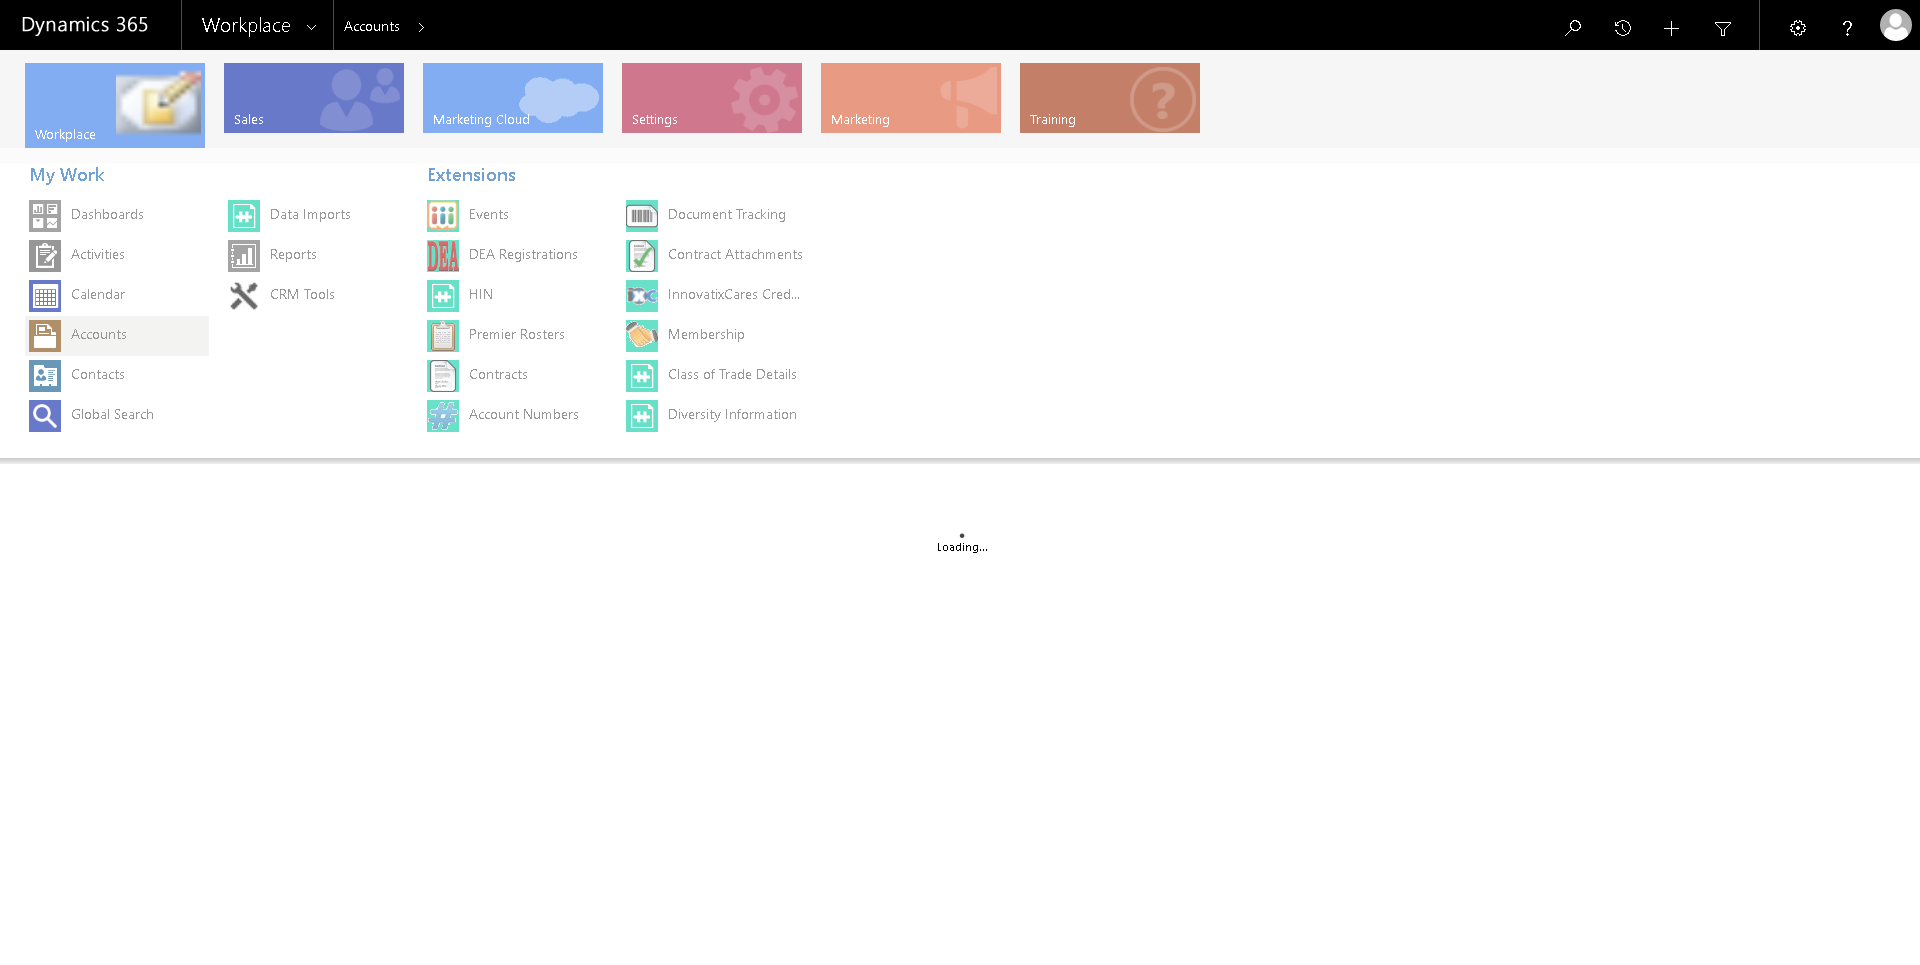 Dynamics 365
Workplace
Accounts
Workplace
Sales
Marketing Cloud
Settings
Marketing
Training
?
My Work
Dashboards
Activities
Calendar
Accounts
Contacts
Global Search
Data Imports
Reports
CRM Tools
Extensions
Events
DEA
DEA Registrations
HIN
Premier Rosters
Contracts
#
Account Numbers
Document Tracking
Contract Attachments
InnovatixCares Cred...
Membership
Class of Trade Details
Diversity Information
Loading...